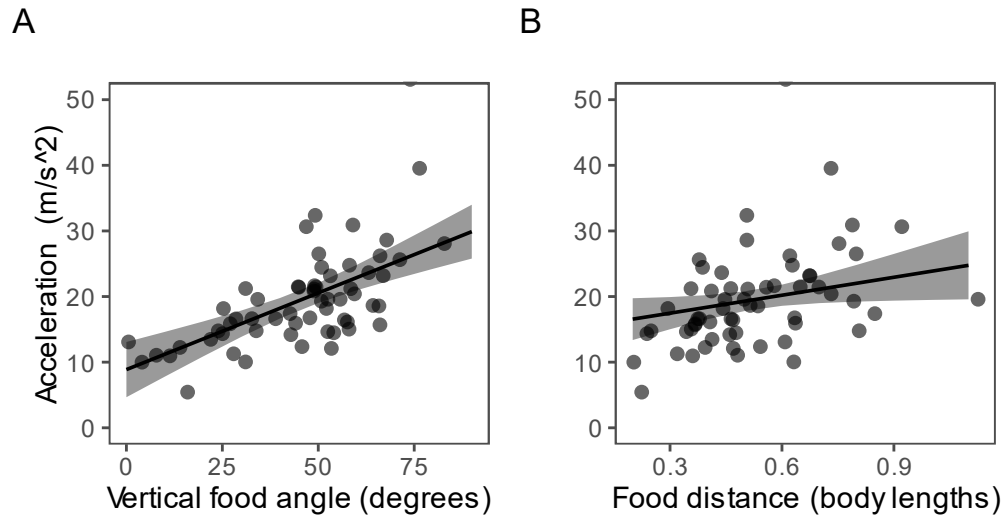 A
B
Acceleration (m/s^2)
50
40
30
20
10
0
0 25 50 75
Vertical food angle (degrees)
50
40
30
20
10
0
0.3 0.6 0.9
Food distance (body lengths)